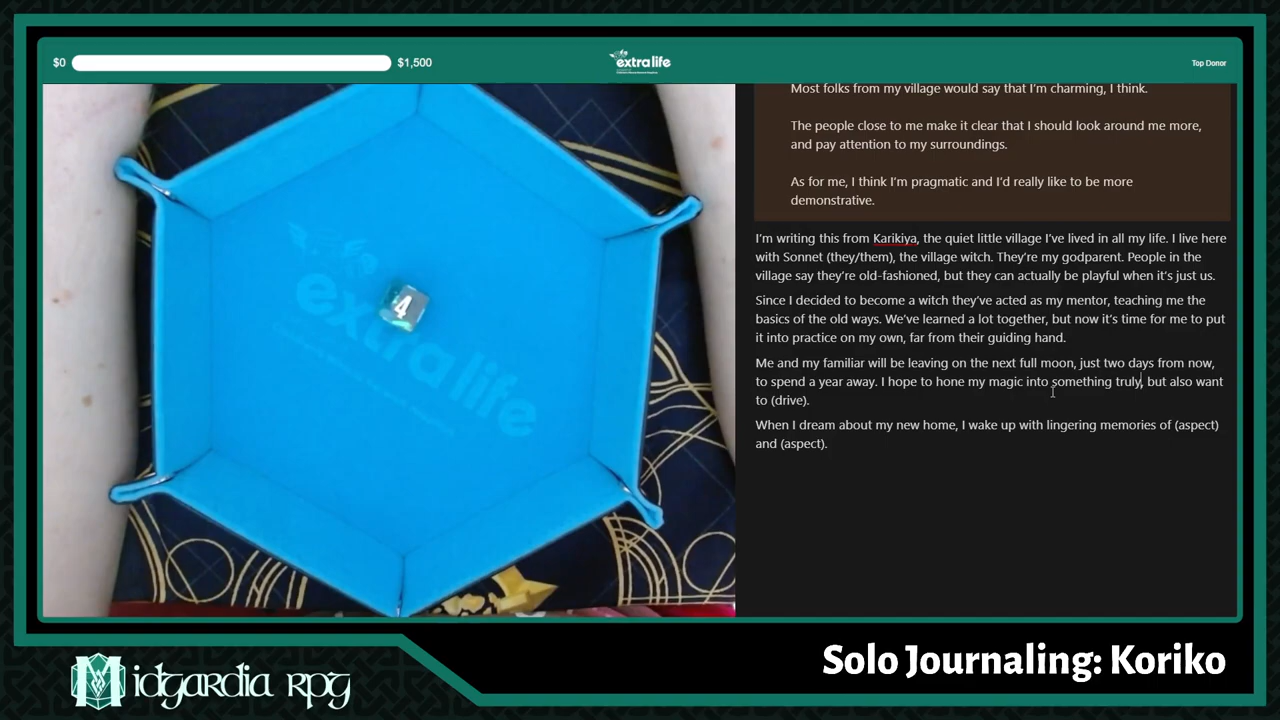 $0
$1,500
extra life
Top Donor
Most folks from my village would say that I'm charming, I think.
The people close to me make it clear that I should look around me more,
and pay attention to my surroundings.
As for me, I think I'm pragmatic and I'd really like to be more
demonstrative.
I'm writing this from Karikiya, the quiet little village I've lived in all my life. I live here
with Sonnet (they/them), the village witch. They're my godparent. People in the
village say they're old-fashioned, but they can actually be playful when it's just us.
Since I decided to become a witch they've acted as my mentor, teaching me the
basics of the old ways. We've learned a lot together, but now it's time for me to put
it into practice on my own, far from their guiding hand.
Me and my familiar will be leaving on the next full moon, just two days from now,
to spend a year away. I hope to hone my magic into something truly, but also want
to (drive).
When I dream about my new home, I wake up with lingering memories of (aspect)
and (aspect).
4
extra life
Solo Journaling: Koriko
Midgardia RPG